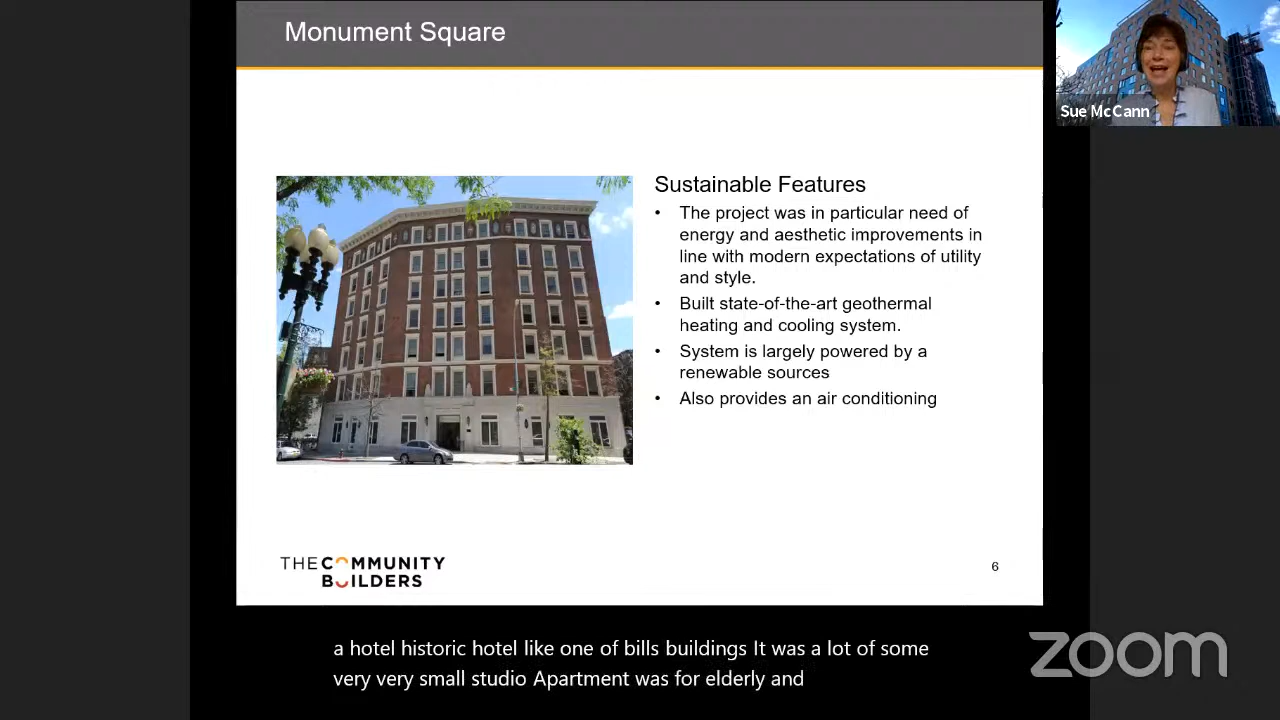 Monument Square
Sue McCann
Sustainable Features
• The project was in particular need of
energy and aesthetic improvements in
line with modern expectations of utility
and style.
• Built state-of-the-art geothermal
heating and cooling system.
• System is largely powered by a
renewable sources
• Also provides an air conditioning
THE COMMUNITY
BUILDERS
6
a hotel historic hotel like one of bills buildings It was a lot of some
very very small studio Apartment was for elderly and
zoom